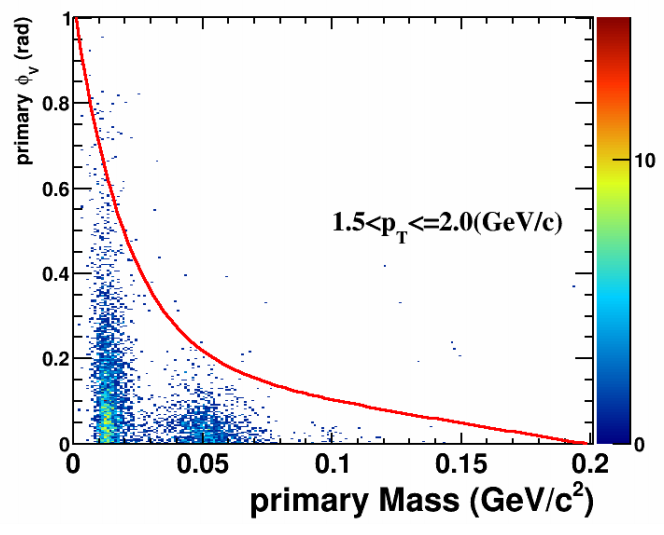 primary ϕV (rad)
1
0.8
0.6
0.4
0.2
0
1.5<pT<=2.0(GeV/c)
10
0
0 0.05 0.1 0.15 0.2
primary Mass (GeV/c²)